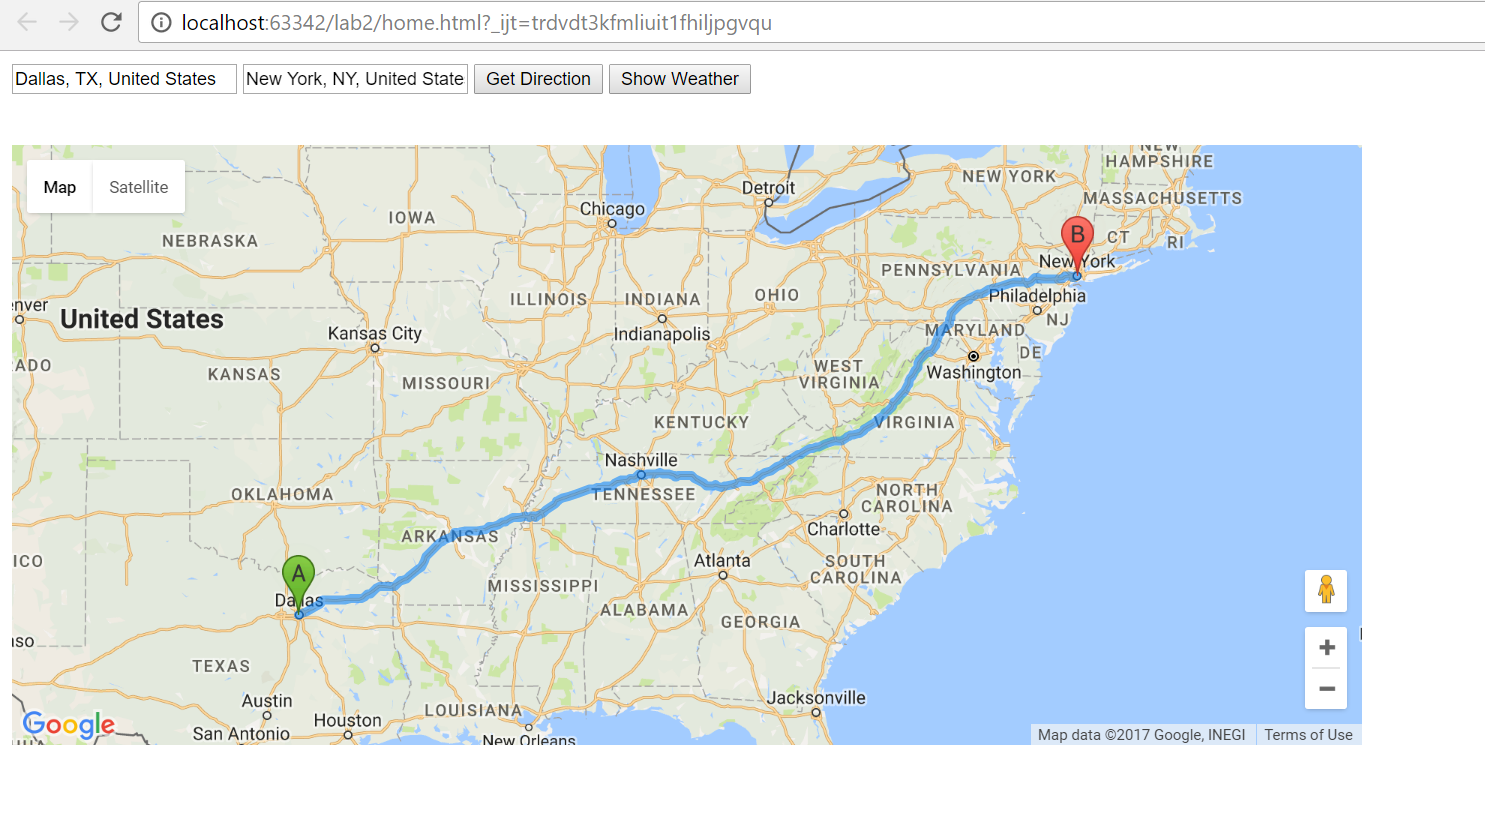 localhost:63342/lab2/home.html?_ijt=trdvdt3kfmliuit1fhiljpgvqu
Dallas, TX, United States New York, NY, United State Get Direction Show Weather
Map Satellite
NEW
HAMPSHIRE
NEW YORK
Detroit
MASSACHUSETTS
Chicago
IOWA
NEBRASKA
B
CT
RI
New York
PENNSYLVANIA
OHIO
ILLINOIS
INDIANA
Philadelphia
nver
United States
NJ
Kansas City
Indianapolis
MARYLAND
DE
ADO
KANSAS
MISSOURI
WEST
VIRGINIA
Washington
KENTUCKY
VIRGINIA
Nashville
TENNESSEE
OKLAHOMA
NORTH
CAROLINA
Charlotte
ARKANSAS
ICO
Atlanta
SOUTH
CAROLINA
A
Dallas
MISSISSIPPI
ALABAMA
GEORGIA
so
TEXAS
Austin
Jacksonville
LOUISIANA
Houston
San Antonio
New Orleans
Google
Map data ©2017 Google, INEGI Terms of Use